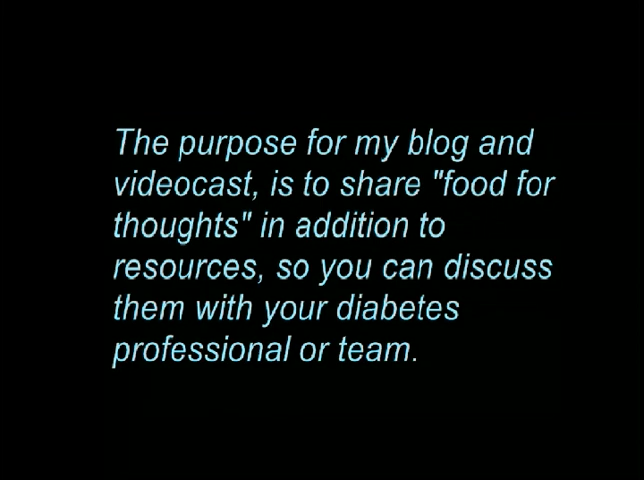 The purpose for my blog and
videocast, is to share "food for
thoughts" in addition to
resources, so you can discuss
them with your diabetes
professional or team.